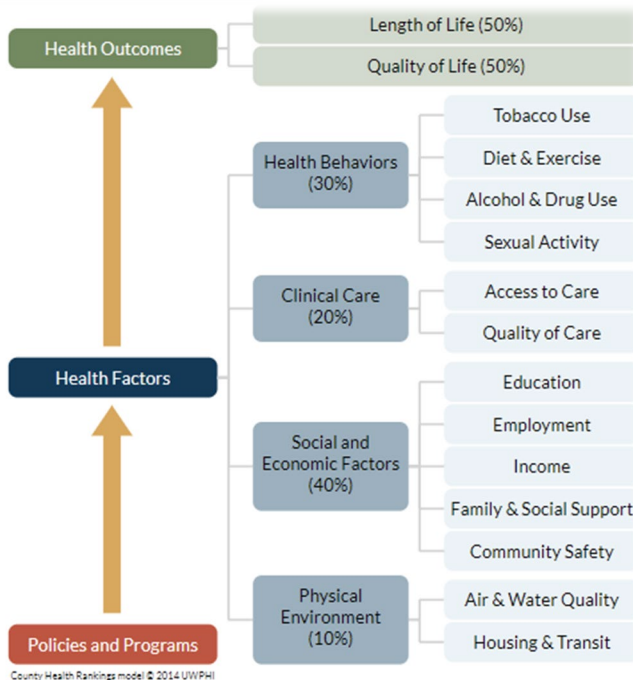 Health Outcomes
Length of Life (50%)
Quality of Life (50%)
Health Factors
Health Behaviors
(30%)
Tobacco Use
Diet & Exercise
Alcohol & Drug Use
Sexual Activity
Clinical Care
(20%)
Access to Care
Quality of Care
Social and
Economic Factors
(40%)
Education
Employment
Income
Family & Social Support
Community Safety
Physical
Environment
(10%)
Air & Water Quality
Housing & Transit
Policies and Programs
County Health Rankings model © 2014 UWPHI